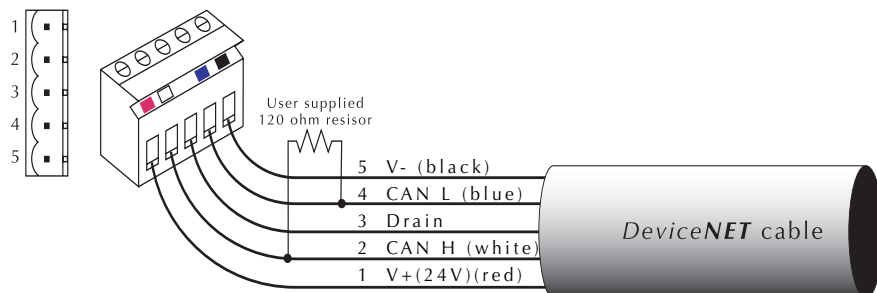 1
2
3
4
5
User supplied
120 ohm resisor
5 V- (black)
4 CAN L (blue)
3 Drain
2 CAN H (white)
1 V+(24V)(red)
DeviceNET cable